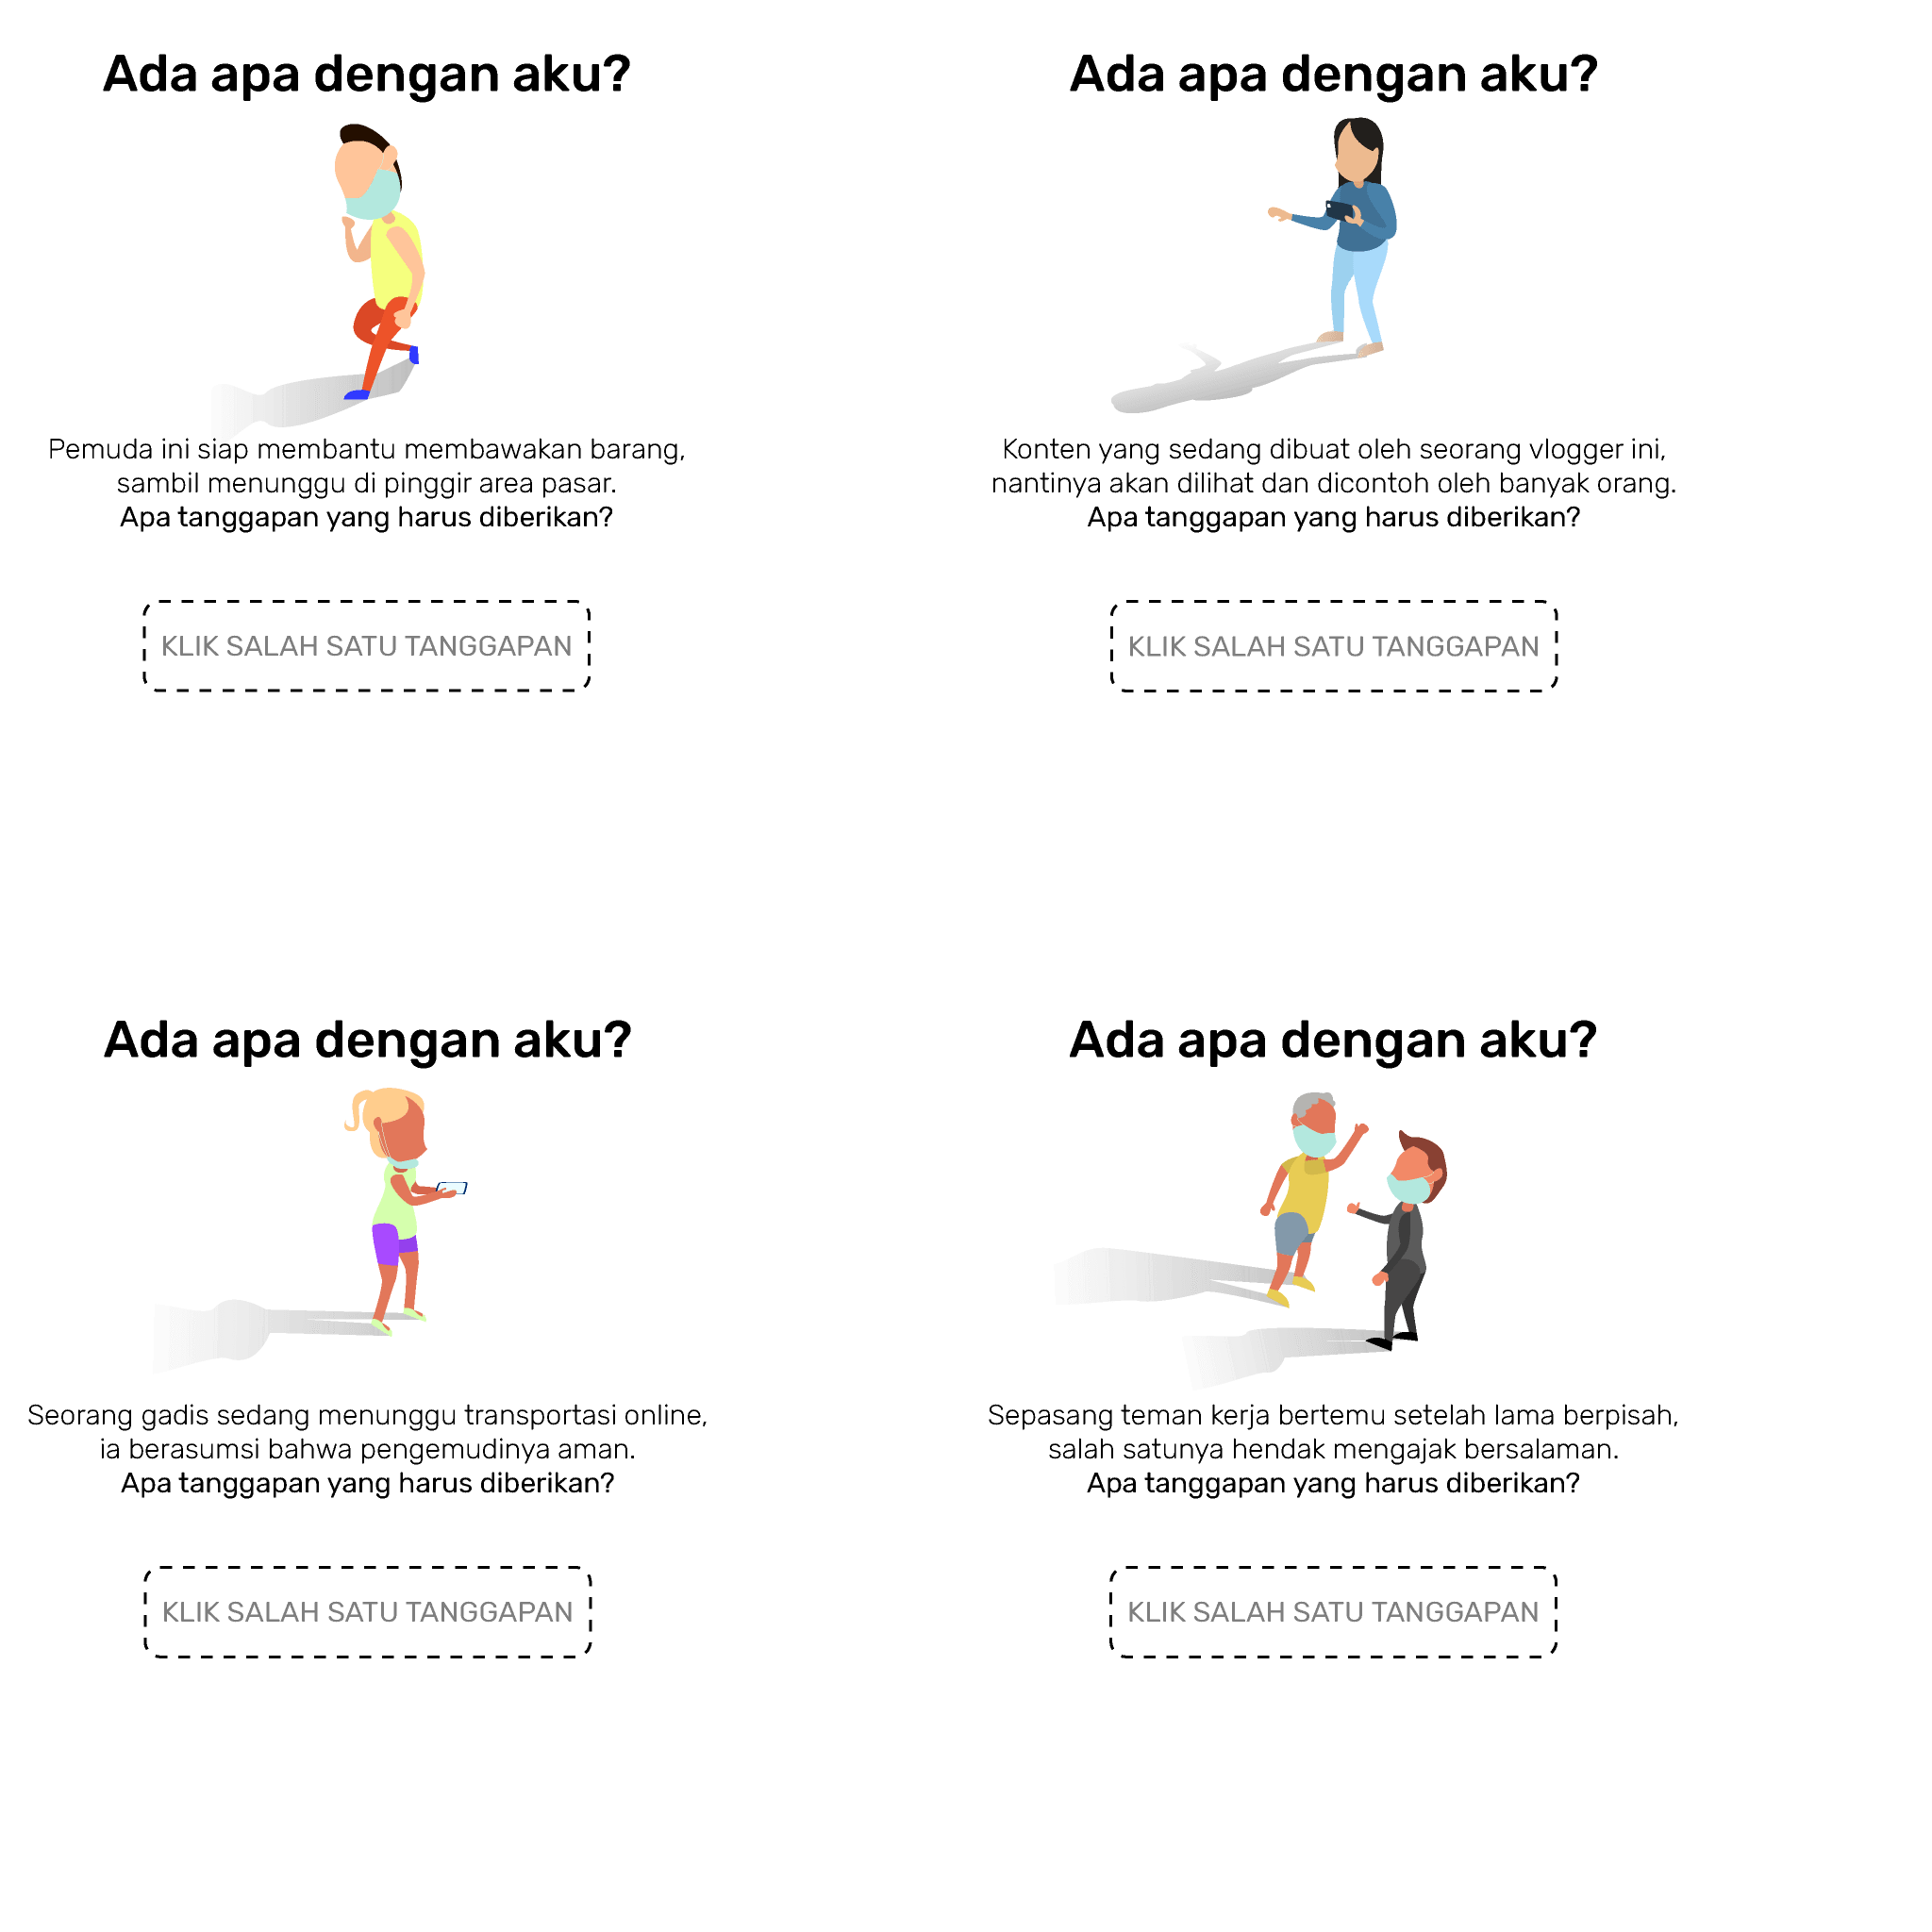 Ada apa dengan aku?
Pemuda ini siap membantu membawakan barang,
sambil menunggu di pinggir area pasar.
Apa tanggapan yang harus diberikan?
KLIK SALAH SATU TANGGAPAN
Ada apa dengan aku?
Konten yang sedang dibuat oleh seorang vlogger ini,
nantinya akan dilihat dan dicontoh oleh banyak orang.
Apa tanggapan yang harus diberikan?
KLIK SALAH SATU TANGGAPAN
Ada apa dengan aku?
Seorang gadis sedang menunggu transportasi online,
ia berasumsi bahwa pengemudinya aman.
Apa tanggapan yang harus diberikan?
KLIK SALAH SATU TANGGAPAN
Ada apa dengan aku?
Sepasang teman kerja bertemu setelah lama berpisah,
salah satunya hendak mengajak bersalaman.
Apa tanggapan yang harus diberikan?
KLIK SALAH SATU TANGGAPAN